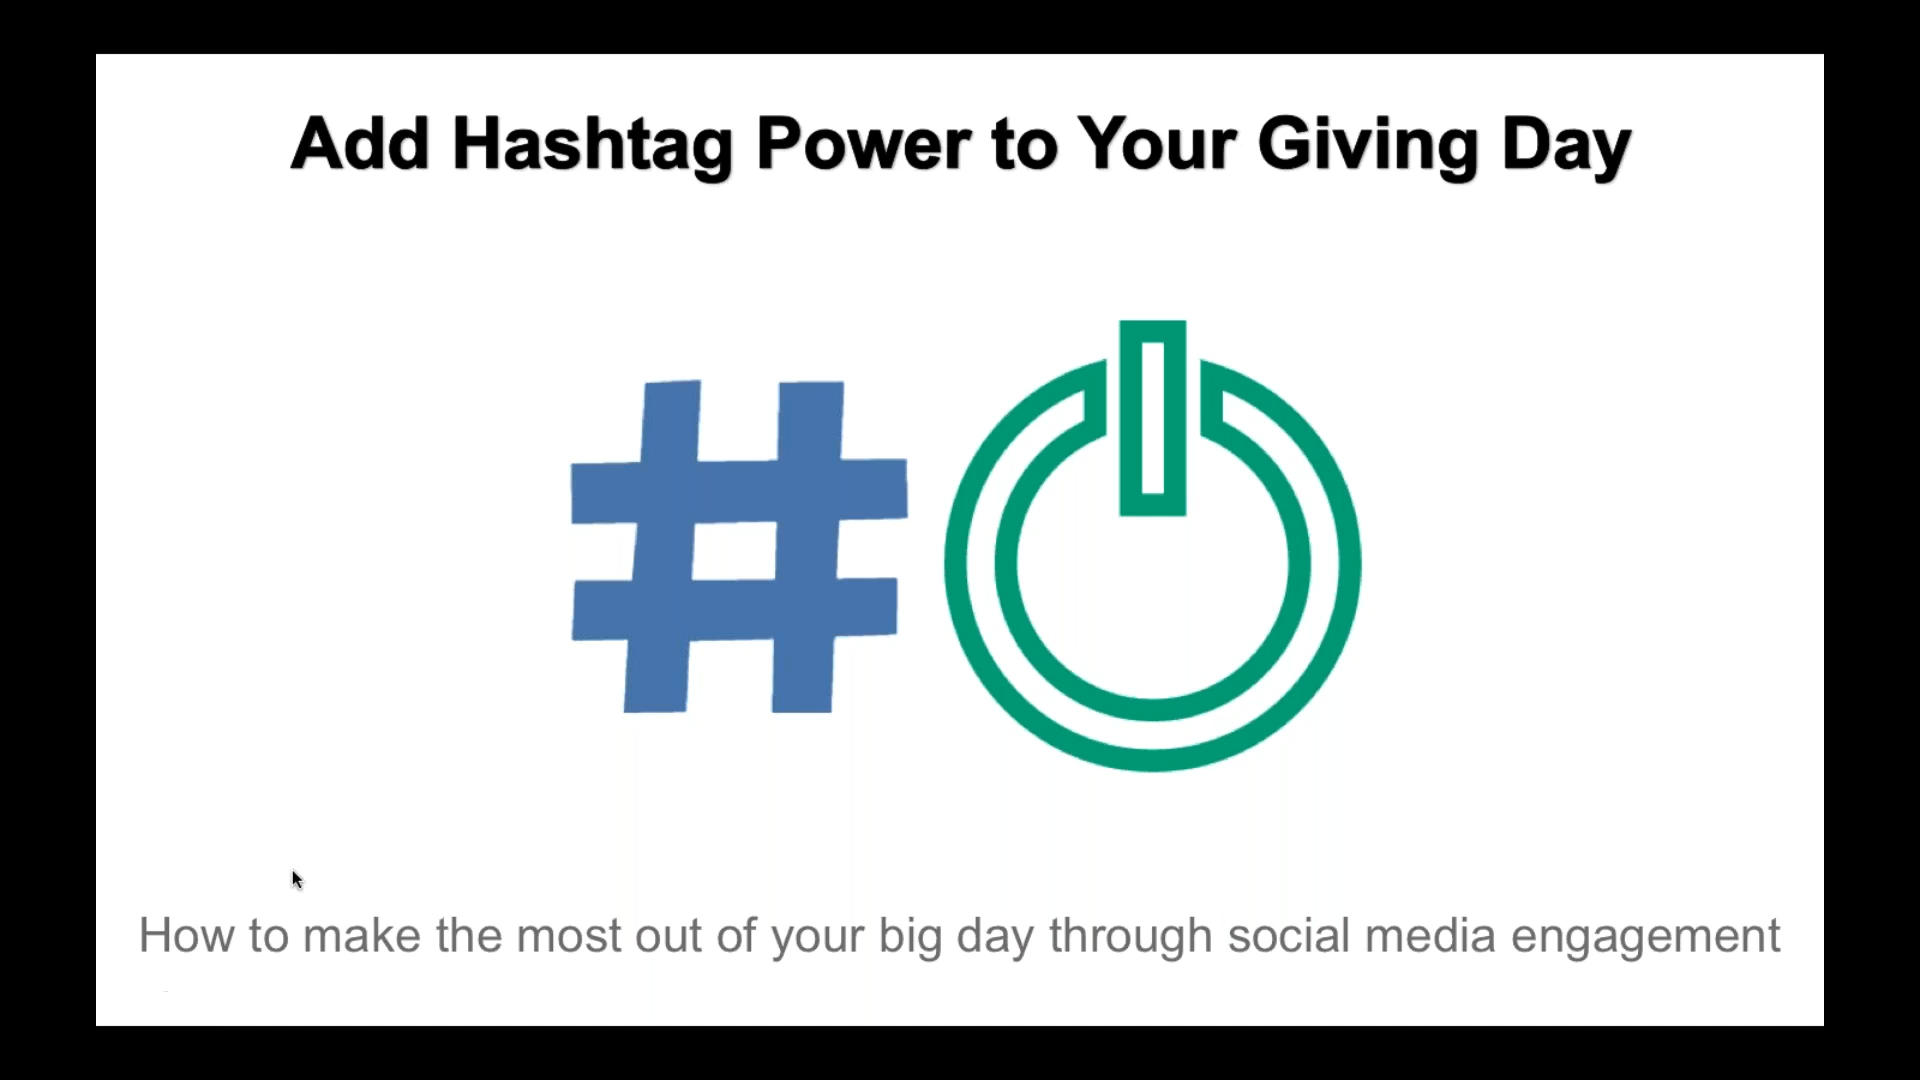 Add Hashtag Power to Your Giving Day
#
How to make the most out of your big day through social media engagement